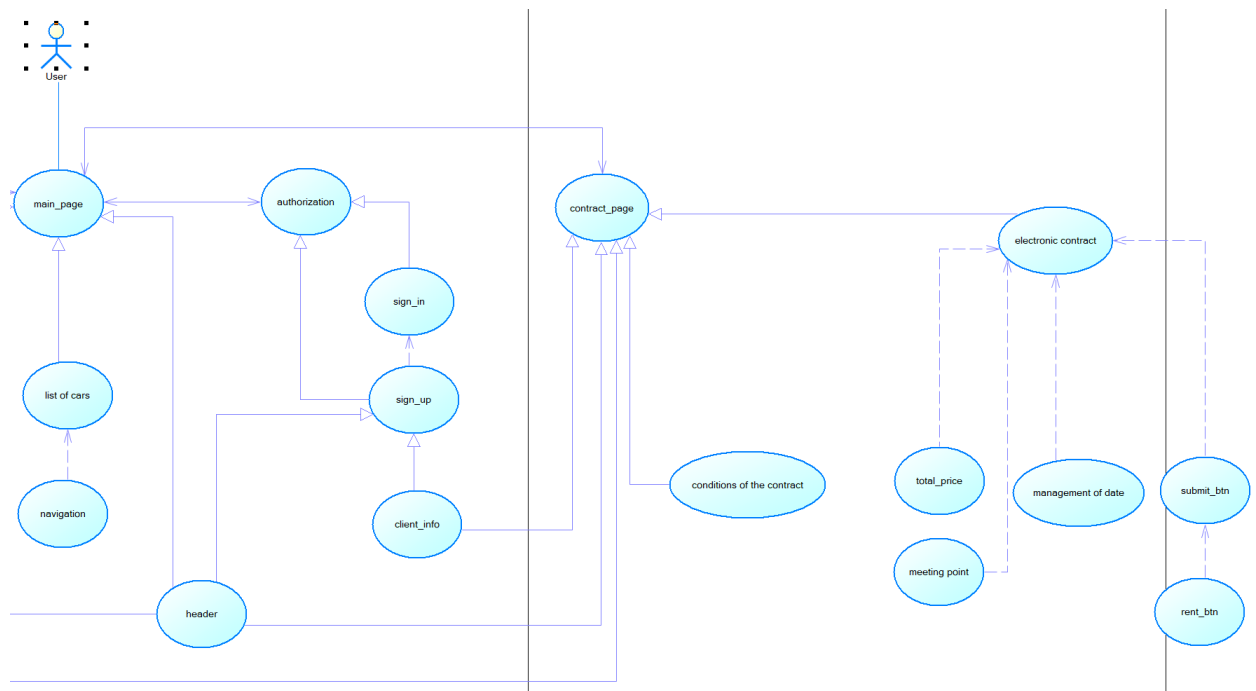 User
main_page
authorization
contract_page
electronic contract
sign_in
list of cars
sign_up
navigation
client_info
conditions of the contract
total_price
management of date
submit_btn
meeting point
header
rent_btn